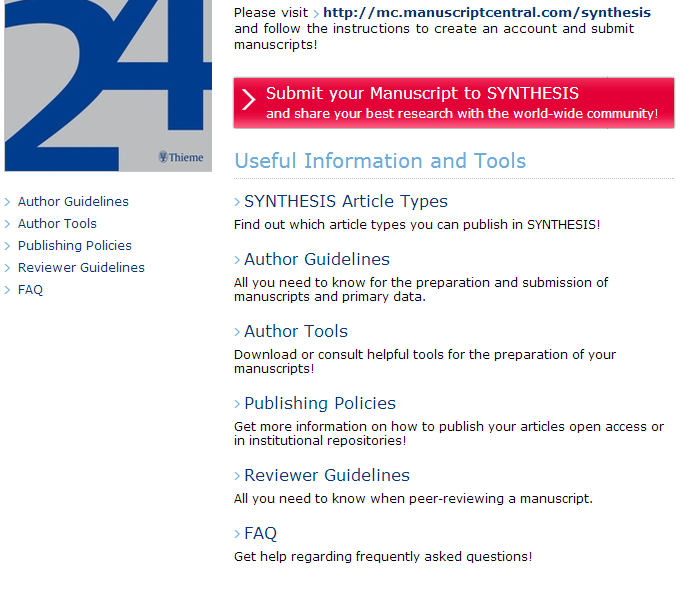 24
Thieme
Author Guidelines
Author Tools
Publishing Policies
Reviewer Guidelines
FAQ
Please visit http://mc.manuscriptcentral.com/synthesis
and follow the instructions to create an account and submit
manuscripts!
Submit your Manuscript to SYNTHESIS
and share your best research with the world-wide community!
Useful Information and Tools
SYNTHESIS Article Types
Find out which article types you can publish in SYNTHESIS!
Author Guidelines
All you need to know for the preparation and submission of
manuscripts and primary data.
Author Tools
Download or consult helpful tools for the preparation of your
manuscripts!
Publishing Policies
Get more information on how to publish your articles open access or
in institutional repositories!
Reviewer Guidelines
All you need to know when peer-reviewing a manuscript.
FAQ
Get help regarding frequently asked questions!